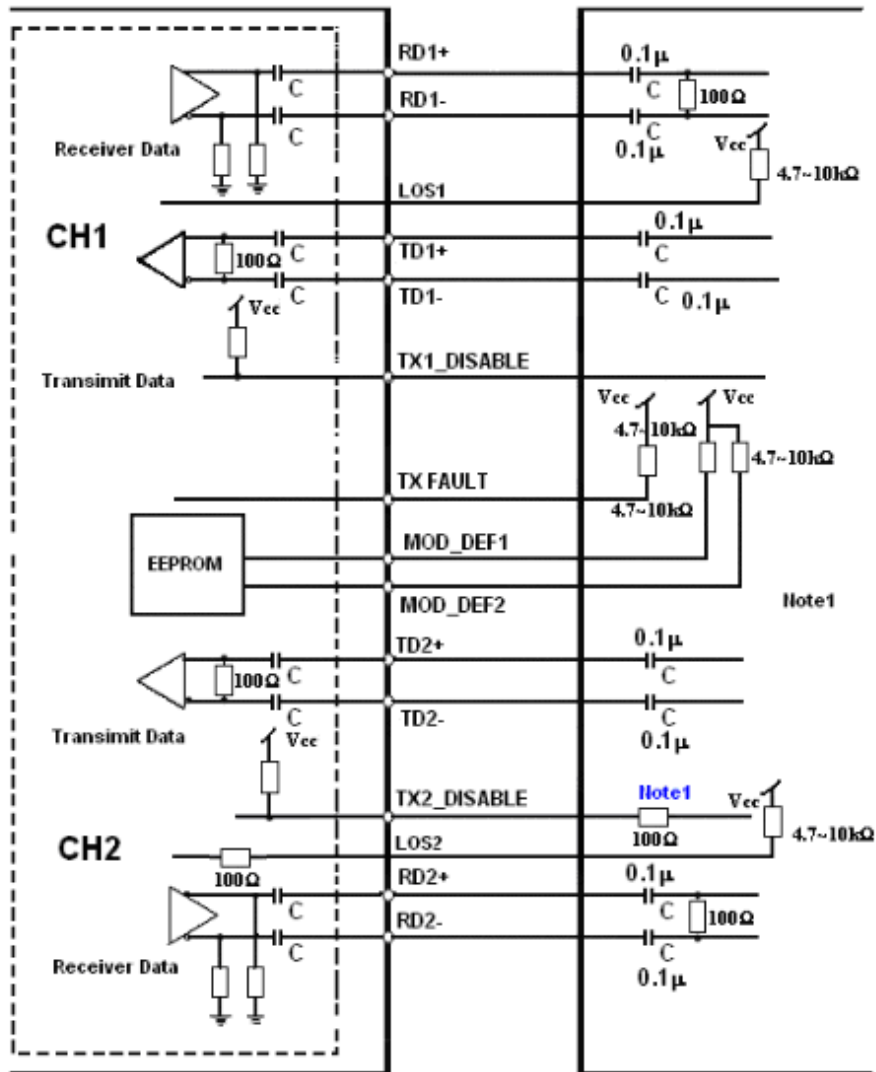 RD1+
0.1μ
C
C
100Ω
RD1-
C
C
Receiver Data
0.1μ
Vcc
4.7~10kΩ
LOS1
CH1
0.1μ
TD1+
100Ω
C
C
TD1-
C
C
0.1μ
Vcc
TX1_DISABLE
Transimit Data
Vcc
Vcc
4.7~10kΩ
4.7~10kΩ
TX FAULT
4.7~10kΩ
MOD_DEF1
EEPROM
MOD_DEF2
Note1
TD2+
0.1μ
100Ω
C
C
C
TD2-
C
Transimit Data
Vcc
0.1μ
TX2_DISABLE
Note1
Vcc
100Ω
4.7~10kΩ
CH2
LOS2
100Ω
RD2+
0.1μ
C
C
100Ω
RD2-
C
C
Receiver Data
0.1μ